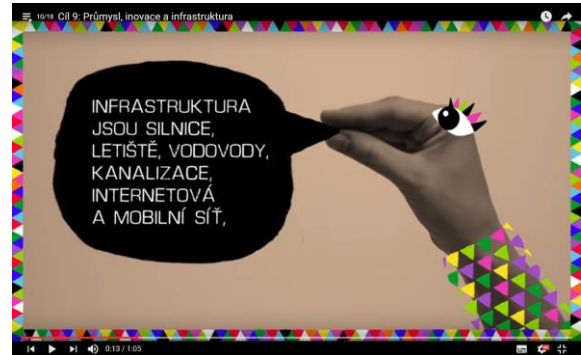 10/18 Cíl 9: Průmysl, inovace a infrastruktura
INFRASTRUKTURA
JSOU SILNICE,
LETIŠTĚ, VODOVODY,
KANALIZACE,
INTERNETOVÁ
A MOBILNÍ SÍŤ,
0:13 / 1:05